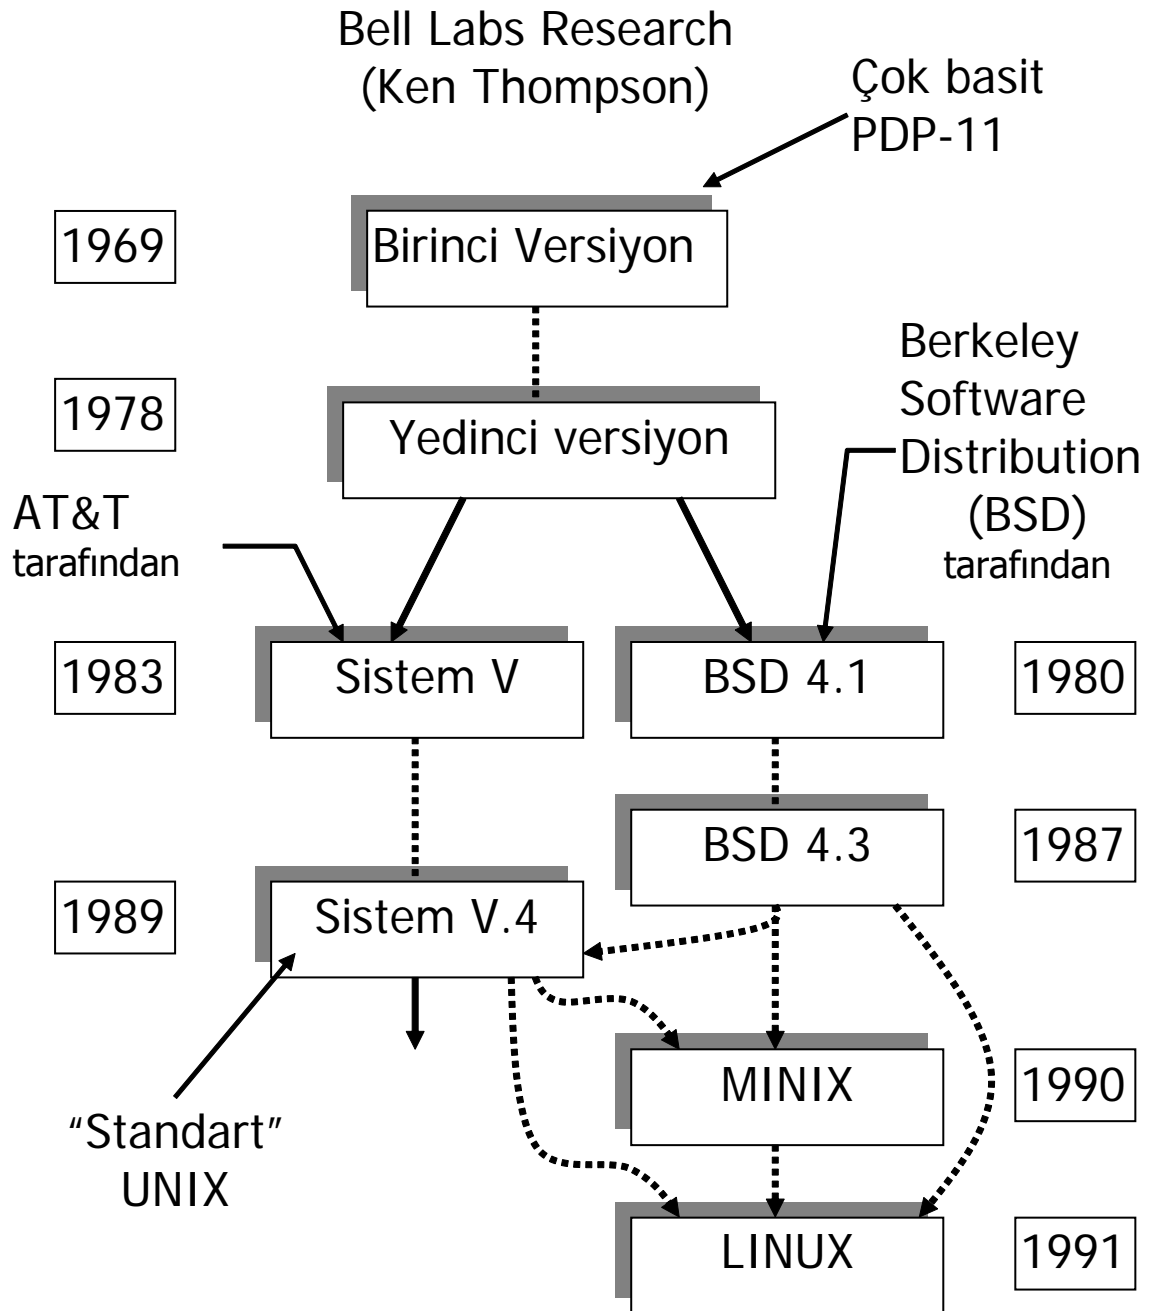 Bell Labs Research
(Ken Thompson)
Çok basit
PDP-11
1969
Birinci Versiyon
1978
Yedinci versiyon
Berkeley
Software
Distribution
(BSD)
tarafından
AT&T
tarafından
1983
Sistem V
BSD 4.1
1980
BSD 4.3
1987
1989
Sistem V.4
MINIX
1990
“Standart”
UNIX
LINUX
1991